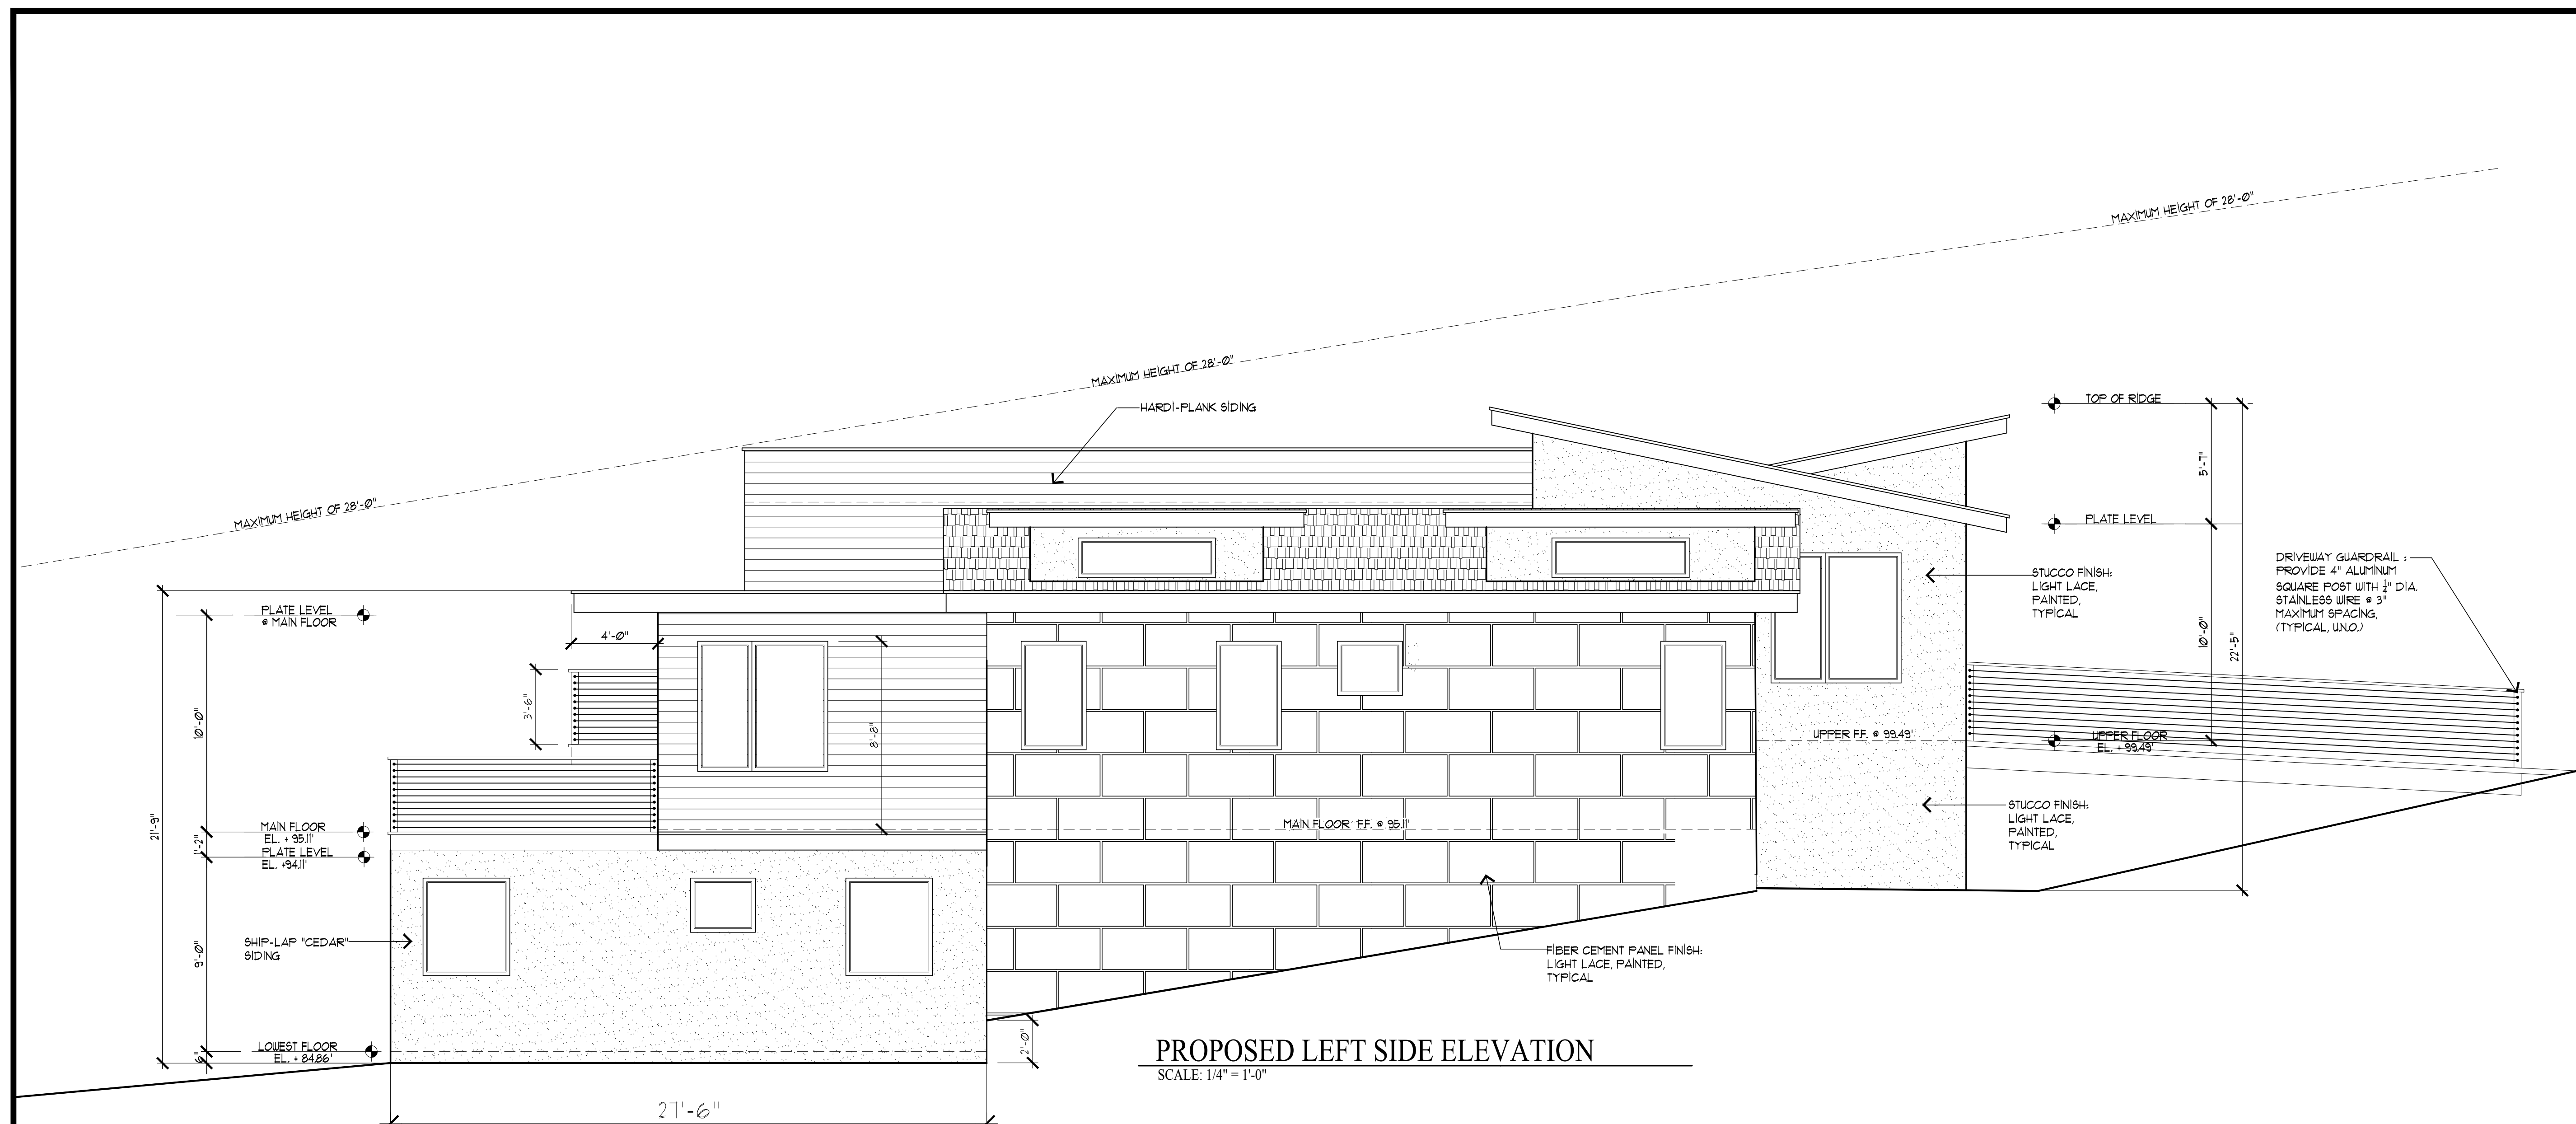 MAXIMUM HEIGHT OF 28'-0"
MAXIMUM HEIGHT OF 28'-0"
MAXIMUM HEIGHT OF 28'-0"
HARDI-PLANK SIDING
TOP OF RIDGE
5'-7"
PLATE LEVEL
10'-0"
22'-5"
STUCCO FINISH:
LIGHT LACE,
PAINTED,
TYPICAL
DRIVEWAY GUARDRAIL :
PROVIDE 4" ALUMINUM
SQUARE POST WITH ¼" DIA.
STAINLESS WIRE @ 3"
MAXIMUM SPACING,
(TYPICAL, U.N.O.)
PLATE LEVEL
@ MAIN FLOOR
4'-0"
3'-6"
8'-8"
10'-0"
21'-9"
UPPER F.F. @ 99.49'
UPPER FLOOR
EL. + 99.49'
MAIN FLOOR
EL. + 95.11'
1'-2"
PLATE LEVEL
EL. +94.11'
MAIN FLOOR F.F. @ 95.11'
STUCCO FINISH:
LIGHT LACE,
PAINTED,
TYPICAL
SHIP-LAP "CEDAR"
SIDING
9'-0"
FIBER CEMENT PANEL FINISH:
LIGHT LACE, PAINTED,
TYPICAL
LOWEST FLOOR
EL. + 84.86'
6"
2'-0"
PROPOSED LEFT SIDE ELEVATION
SCALE: 1/4" = 1'-0"
27'-6"